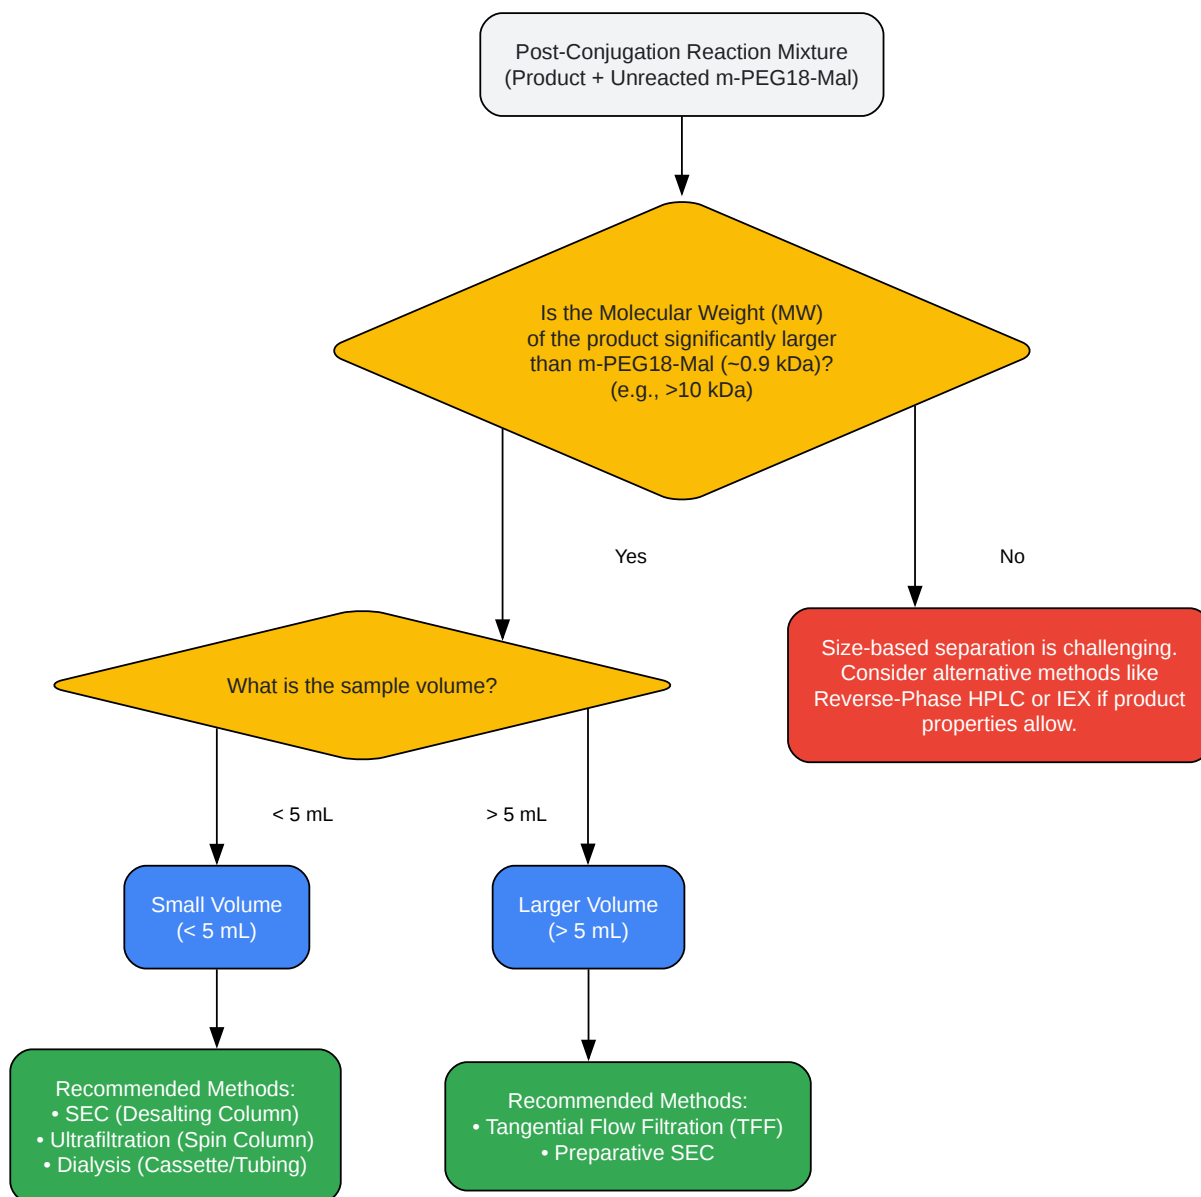 Post-Conjugation Reaction Mixture
(Product + Unreacted m-PEG18-Mal)
Is the Molecular Weight (MW)
of the product significantly larger
than m-PEG18-Mal (~0.9 kDa)?
(e.g., >10 kDa)
Yes
No
What is the sample volume?
Size-based separation is challenging.
Consider alternative methods like
Reverse-Phase HPLC or IEX if product
properties allow.
< 5 mL
> 5 mL
Small Volume
(< 5 mL)
Larger Volume
(> 5 mL)
Recommended Methods:
• SEC (Desalting Column)
• Ultrafiltration (Spin Column)
• Dialysis (Cassette/Tubing)
Recommended Methods:
• Tangential Flow Filtration (TFF)
• Preparative SEC